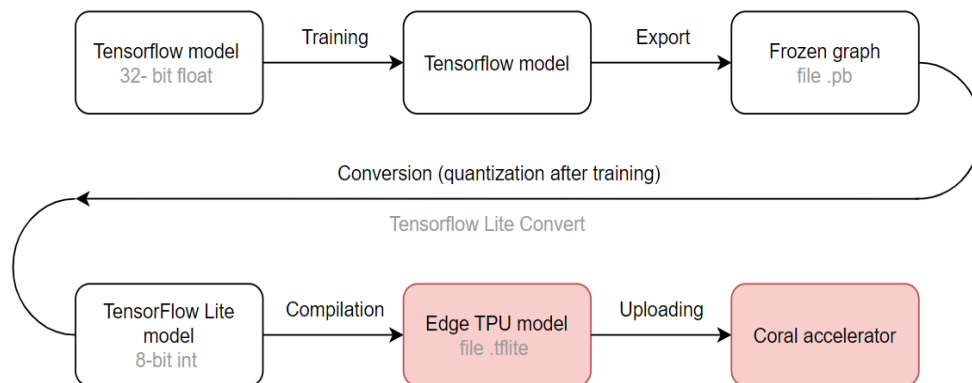 Tensorflow model
32- bit float
Training
Tensorflow model
Export
Frozen graph
file .pb
Conversion (quantization after training)
Tensorflow Lite Convert
TensorFlow Lite
model
8-bit int
Compilation
Edge TPU model
file .tflite
Uploading
Coral accelerator